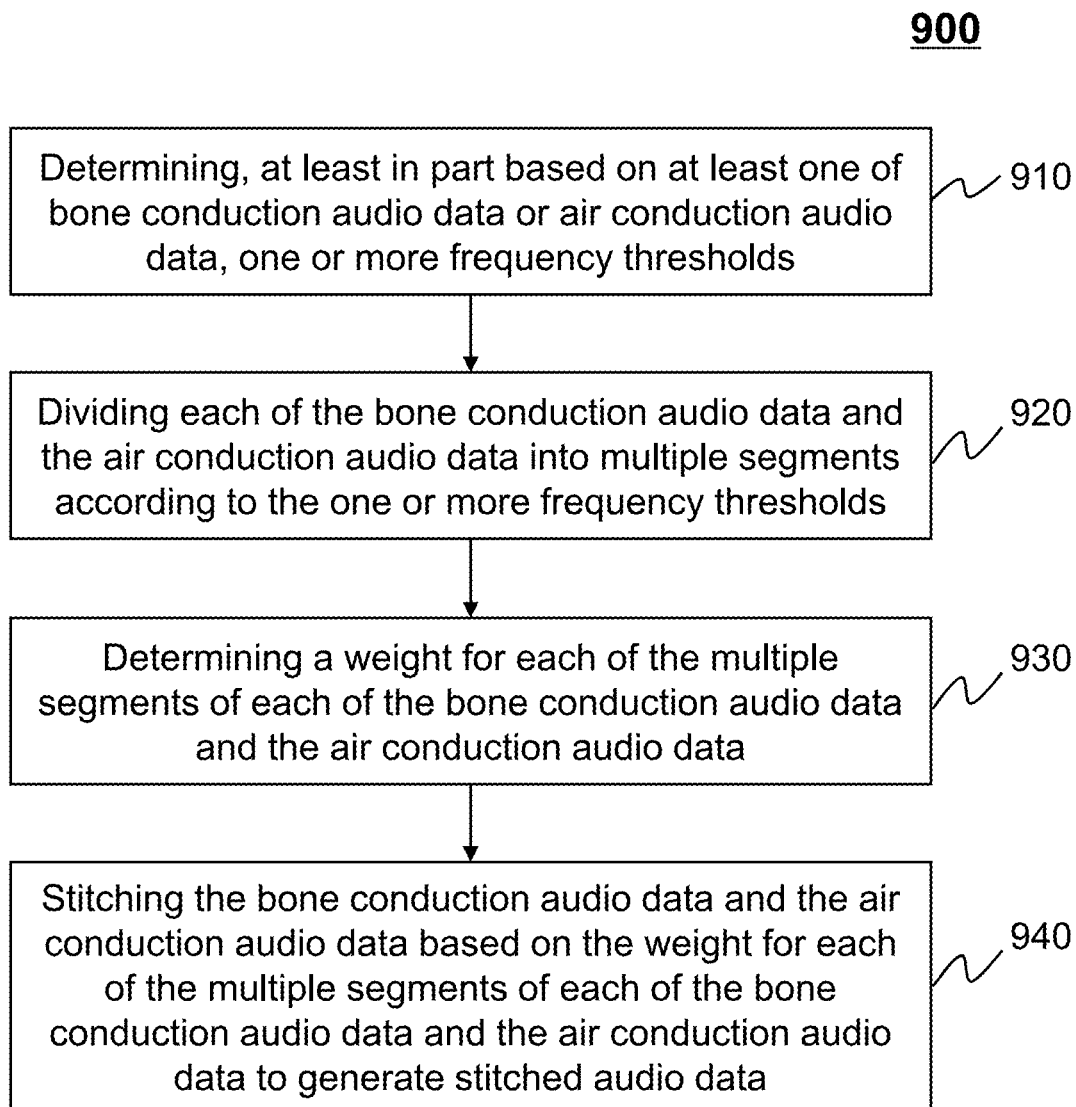 900
Determining, at least in part based on at least one of
bone conduction audio data or air conduction audio
data, one or more frequency thresholds
910
Dividing each of the bone conduction audio data and
the air conduction audio data into multiple segments
according to the one or more frequency thresholds
920
Determining a weight for each of the multiple
segments of each of the bone conduction audio data
and the air conduction audio data
930
Stitching the bone conduction audio data and the air
conduction audio data based on the weight for each
of the multiple segments of each of the bone
conduction audio data and the air conduction audio
data to generate stitched audio data
940